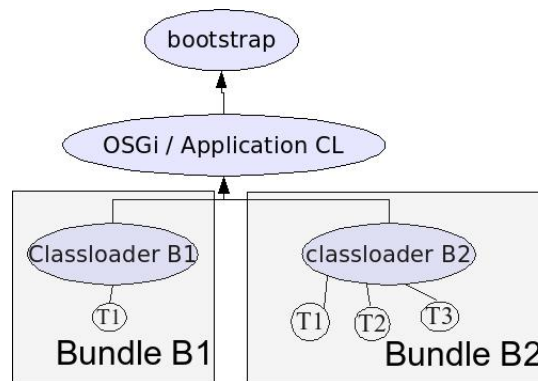 bootstrap
OSGi / Application CL
Classloader B1
classloader B2
T1
T1
T2
T3
Bundle B1
Bundle B2